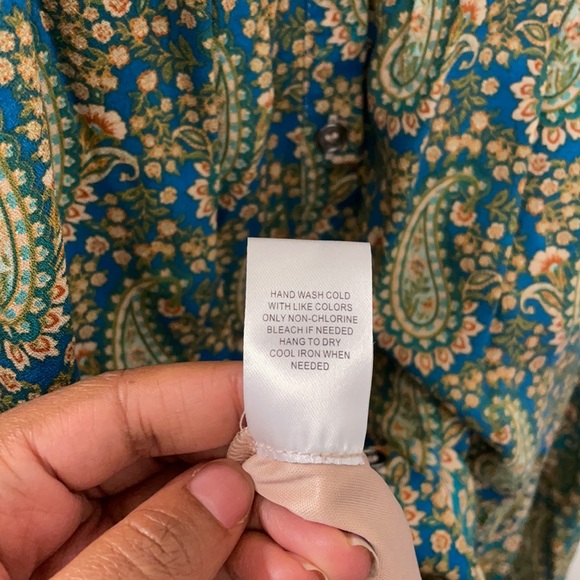 HAND WASH COLD
WITH LIKE COLORS
ONLY NON-CHLORINE
BLEACH IF NEEDED
HANG TO DRY
COOL IRON WHEN
NEEDED